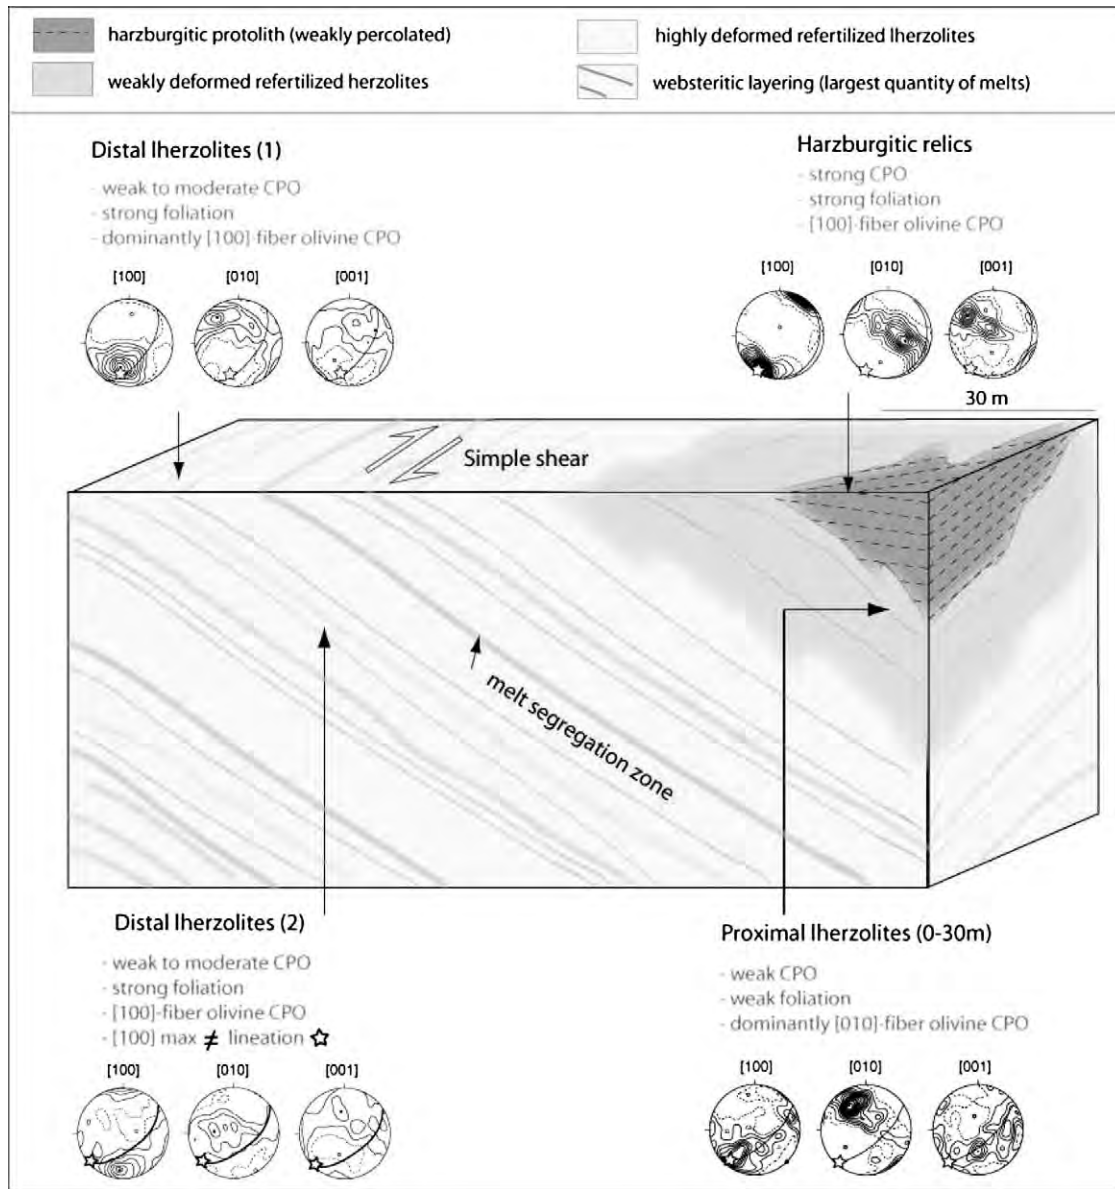 harzburgitic protolith (weakly percolated)
highly deformed refertilized lherzolites
weakly deformed refertilized herzolites
websteritic layering (largest quantity of melts)
Distal lherzolites (1)
- weak to moderate CPO
- strong foliation
- dominantly [100]-fiber olivine CPO
[100] [010] [001]
Harzburgitic relics
- strong CPO
- strong foliation
- [100]-fiber olivine CPO
[100] [010] [001]
30 m
Simple shear
melt segregation zone
Distal lherzolites (2)
- weak to moderate CPO
- strong foliation
- [100]-fiber olivine CPO
- [100] max ≠ lineation ☆
[100] [010] [001]
Proximal lherzolites (0-30m)
- weak CPO
- weak foliation
- dominantly [010]-fiber olivine CPO
[100] [010] [001]